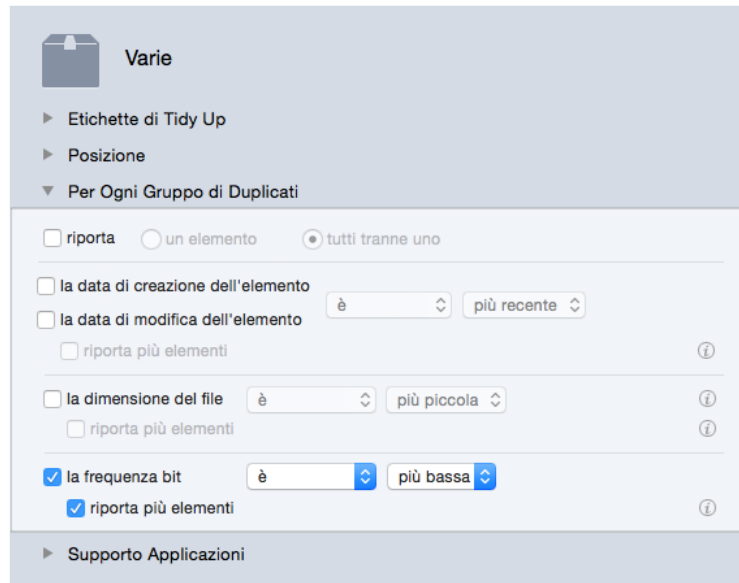 Varie
Etichette di Tidy Up
Posizione
Per Ogni Gruppo di Duplicati
riporta un elemento tutti tranne uno
la data di creazione dell'elemento
è più recente
la data di modifica dell'elemento
riporta più elementi
la dimensione del file è più piccola
riporta più elementi
la frequenza bit è più bassa
riporta più elementi
Supporto Applicazioni